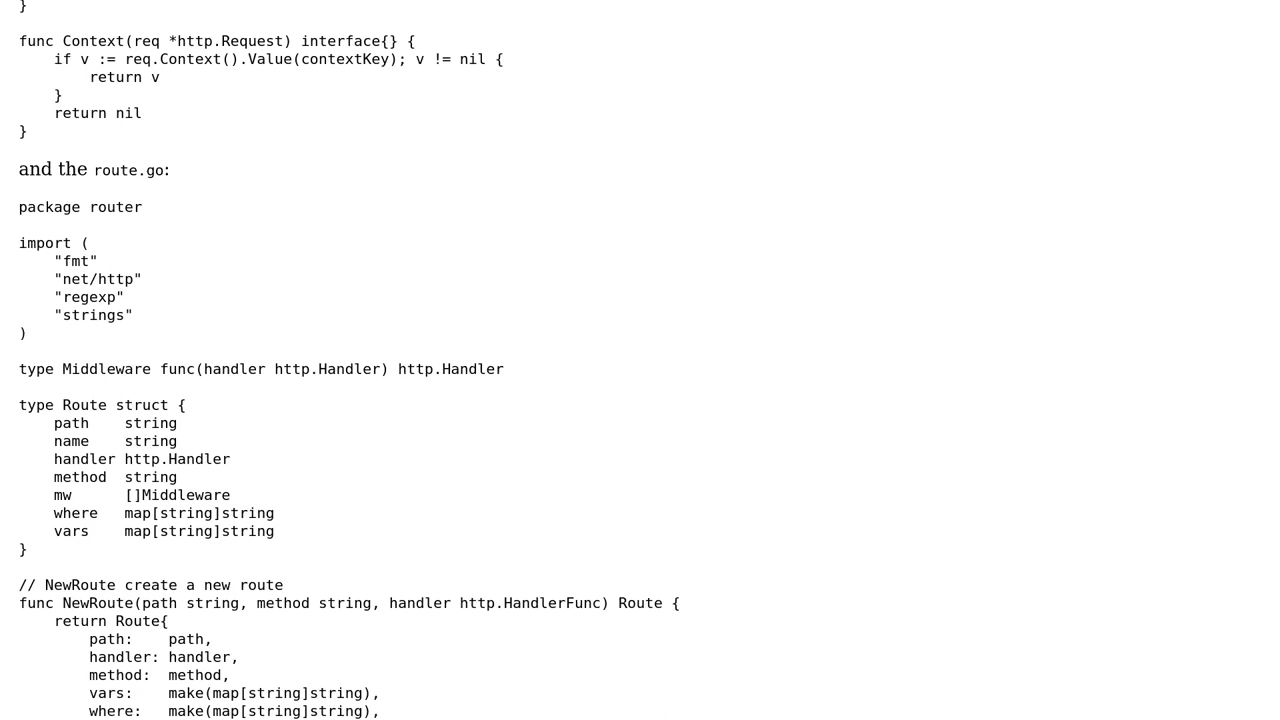 }

func Context(req *http.Request) interface{} {
    if v := req.Context().Value(contextKey); v != nil {
        return v
    }
    return nil
}

and the route.go:

package router

import (
    "fmt"
    "net/http"
    "regexp"
    "strings"
)

type Middleware func(handler http.Handler) http.Handler

type Route struct {
    path    string
    name    string
    handler http.Handler
    method  string
    mw      []Middleware
    where   map[string]string
    vars    map[string]string
}

// NewRoute create a new route
func NewRoute(path string, method string, handler http.HandlerFunc) Route {
    return Route{
        path:    path,
        handler: handler,
        method:  method,
        vars:    make(map[string]string),
        where:   make(map[string]string),